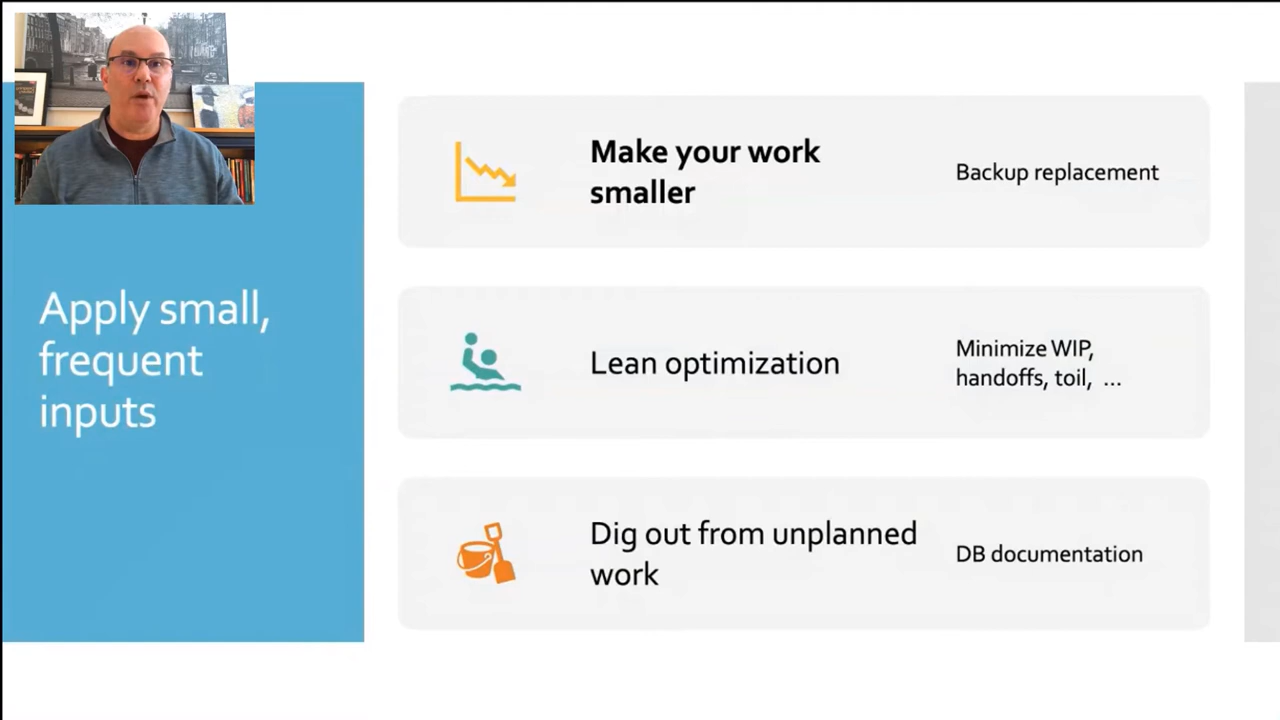 Apply small,
frequent
inputs
Make your work
smaller
Backup replacement
Lean optimization
Minimize WIP,
handoffs, toil, ...
Dig out from unplanned
work
DB documentation